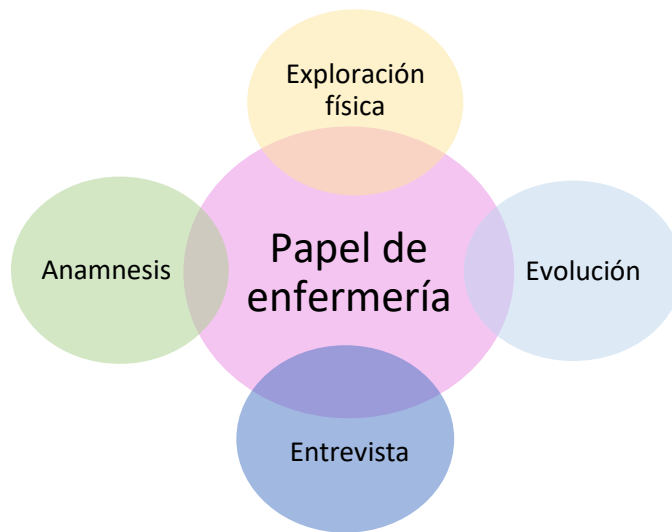 Exploración
física
Anamnesis
Papel de
enfermería
Evolución
Entrevista